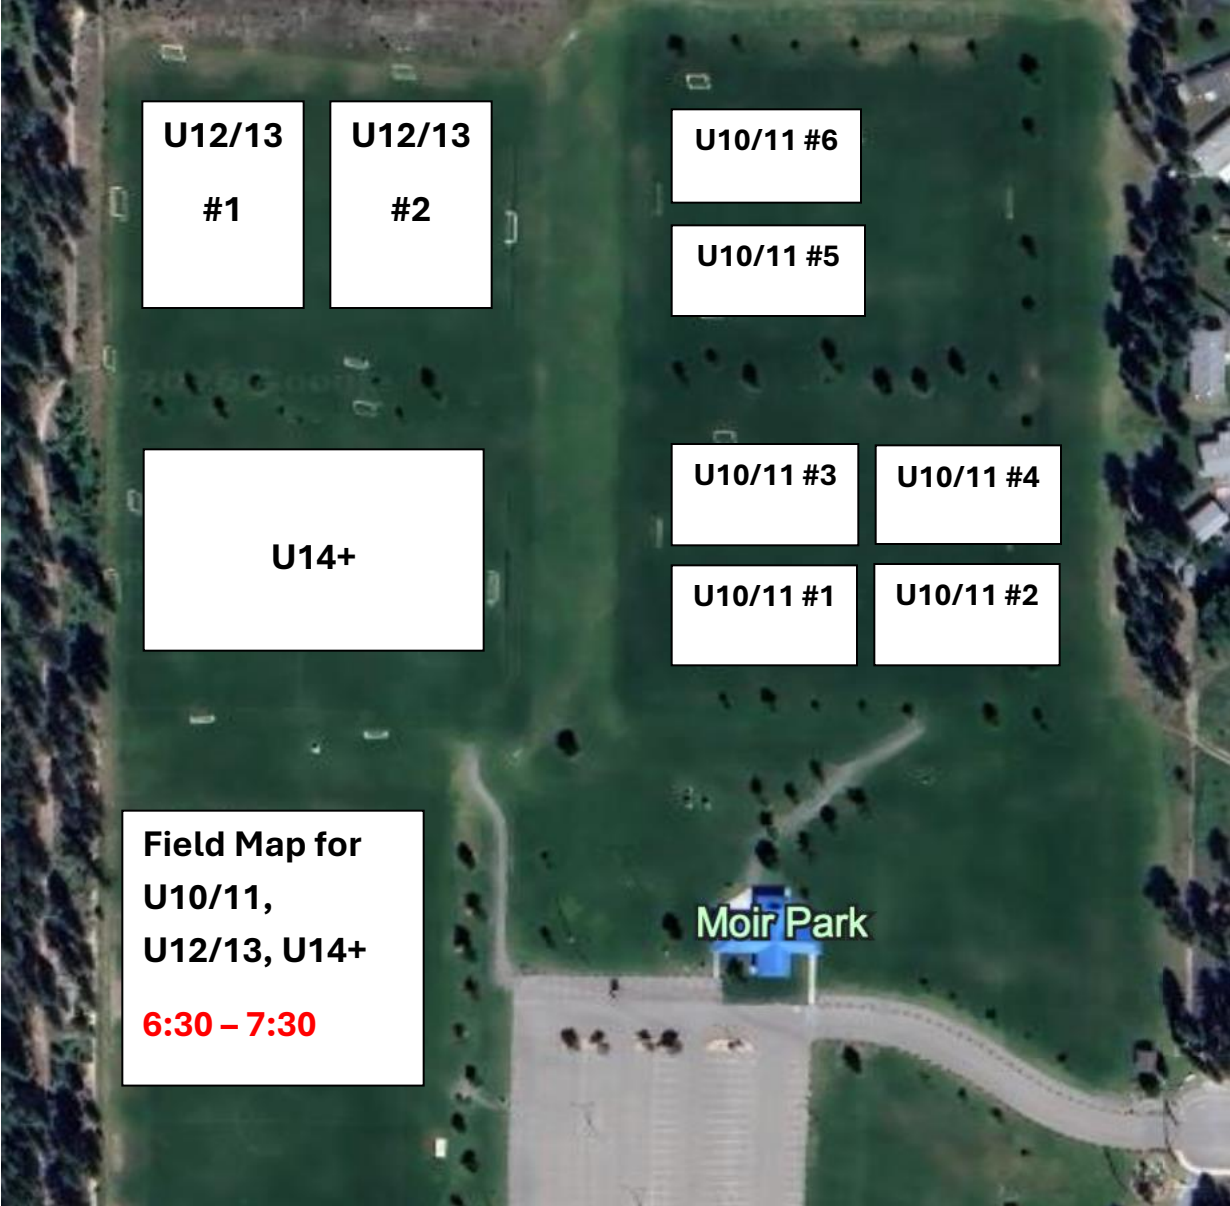 U12/13
#1
U12/13
#2
U10/11 #6
U10/11 #5
U14+
U10/11 #3
U10/11 #4
U10/11 #1
U10/11 #2
Field Map for
U10/11,
U12/13, U14+
6:30 – 7:30
Moir Park